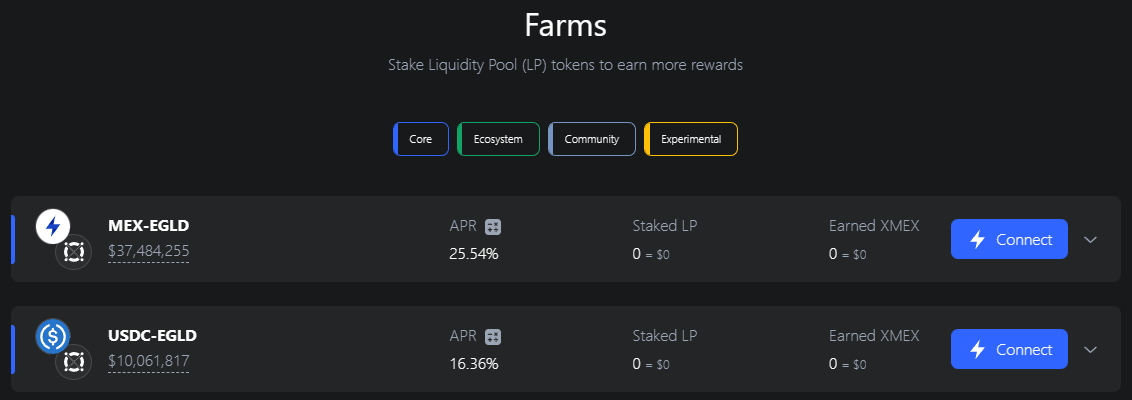 Farms
Stake Liquidity Pool (LP) tokens to earn more rewards
Core Ecosystem Community Experimental
MEX-EGLD APR Staked LP Earned XMEX Connect
$37,484,255 25.54% 0 = $0 0 = $0
USDC-EGLD APR Staked LP Earned XMEX Connect
$10,061,817 16.36% 0 = $0 0 = $0